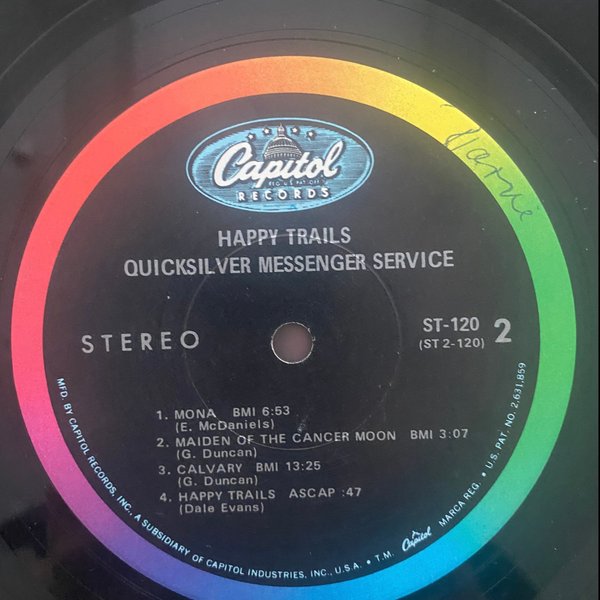 Capitol
REG. U.S. PAT. OFF.
RECORDS
HAPPY TRAILS
QUICKSILVER MESSENGER SERVICE
STEREO
ST-120
(ST 2-120)
2
1. MONA BMI 6:53
(E. McDaniels)
2. MAIDEN OF THE CANCER MOON BMI 3:07
(G. Duncan)
3. CALVARY BMI 13:25
(G. Duncan)
4. HAPPY TRAILS ASCAP :47
(Dale Evans)
MFD. BY CAPITOL RECORDS, INC., A SUBSIDIARY OF CAPITOL INDUSTRIES, INC., U.S.A. • T.M. Capitol MARCA REG. • U.S. PAT. NO. 2,631,859